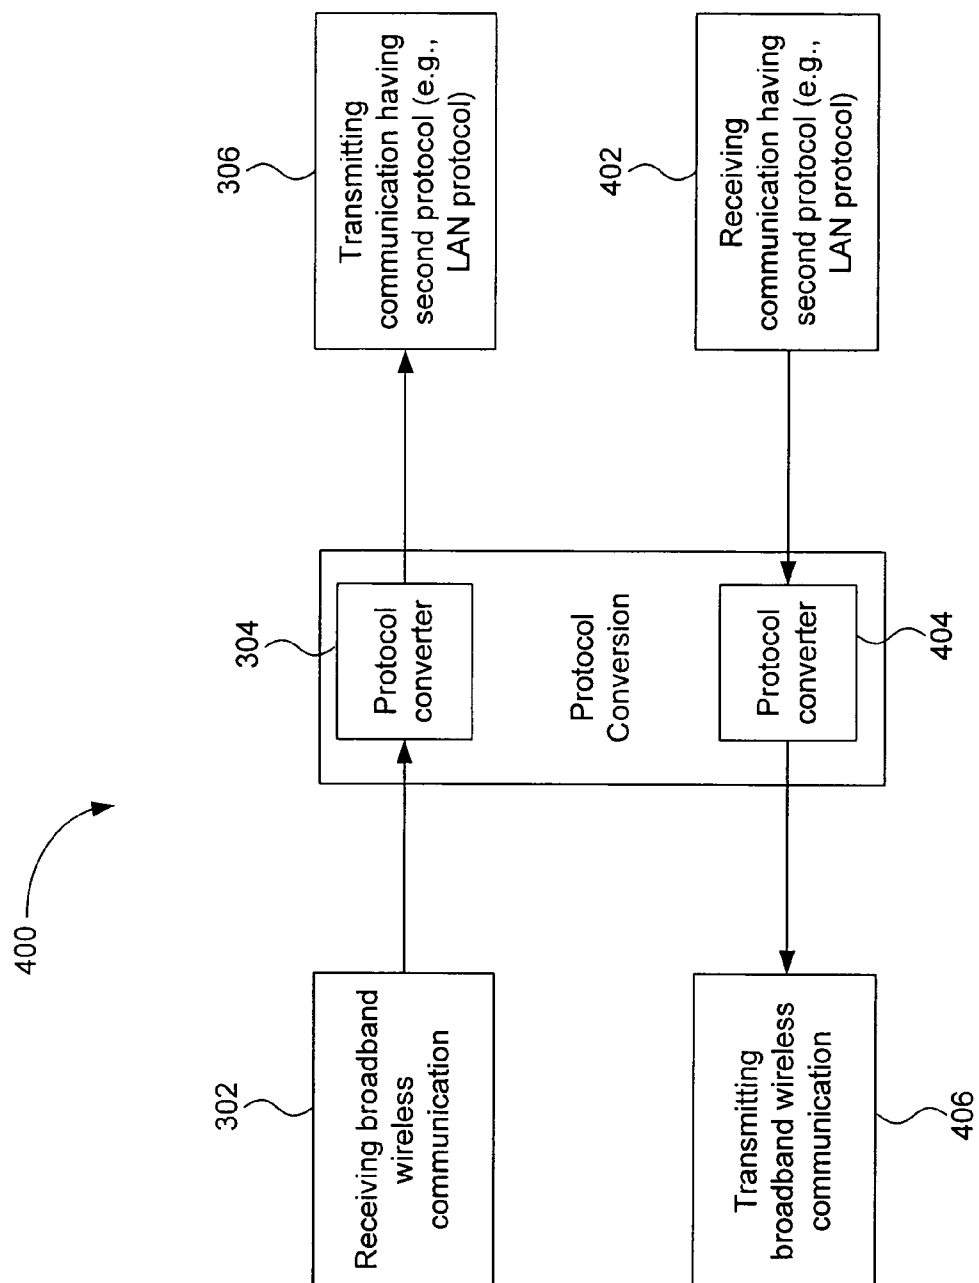 400
302
Receiving broadband
wireless
communication
304
Protocol
converter
306
Transmitting
communication having
second protocol (e.g.,
LAN protocol)
Protocol
Conversion
Transmitting
broadband wireless
communication
406
Protocol
converter
404
402
Receiving
communication having
second protocol (e.g.,
LAN protocol)